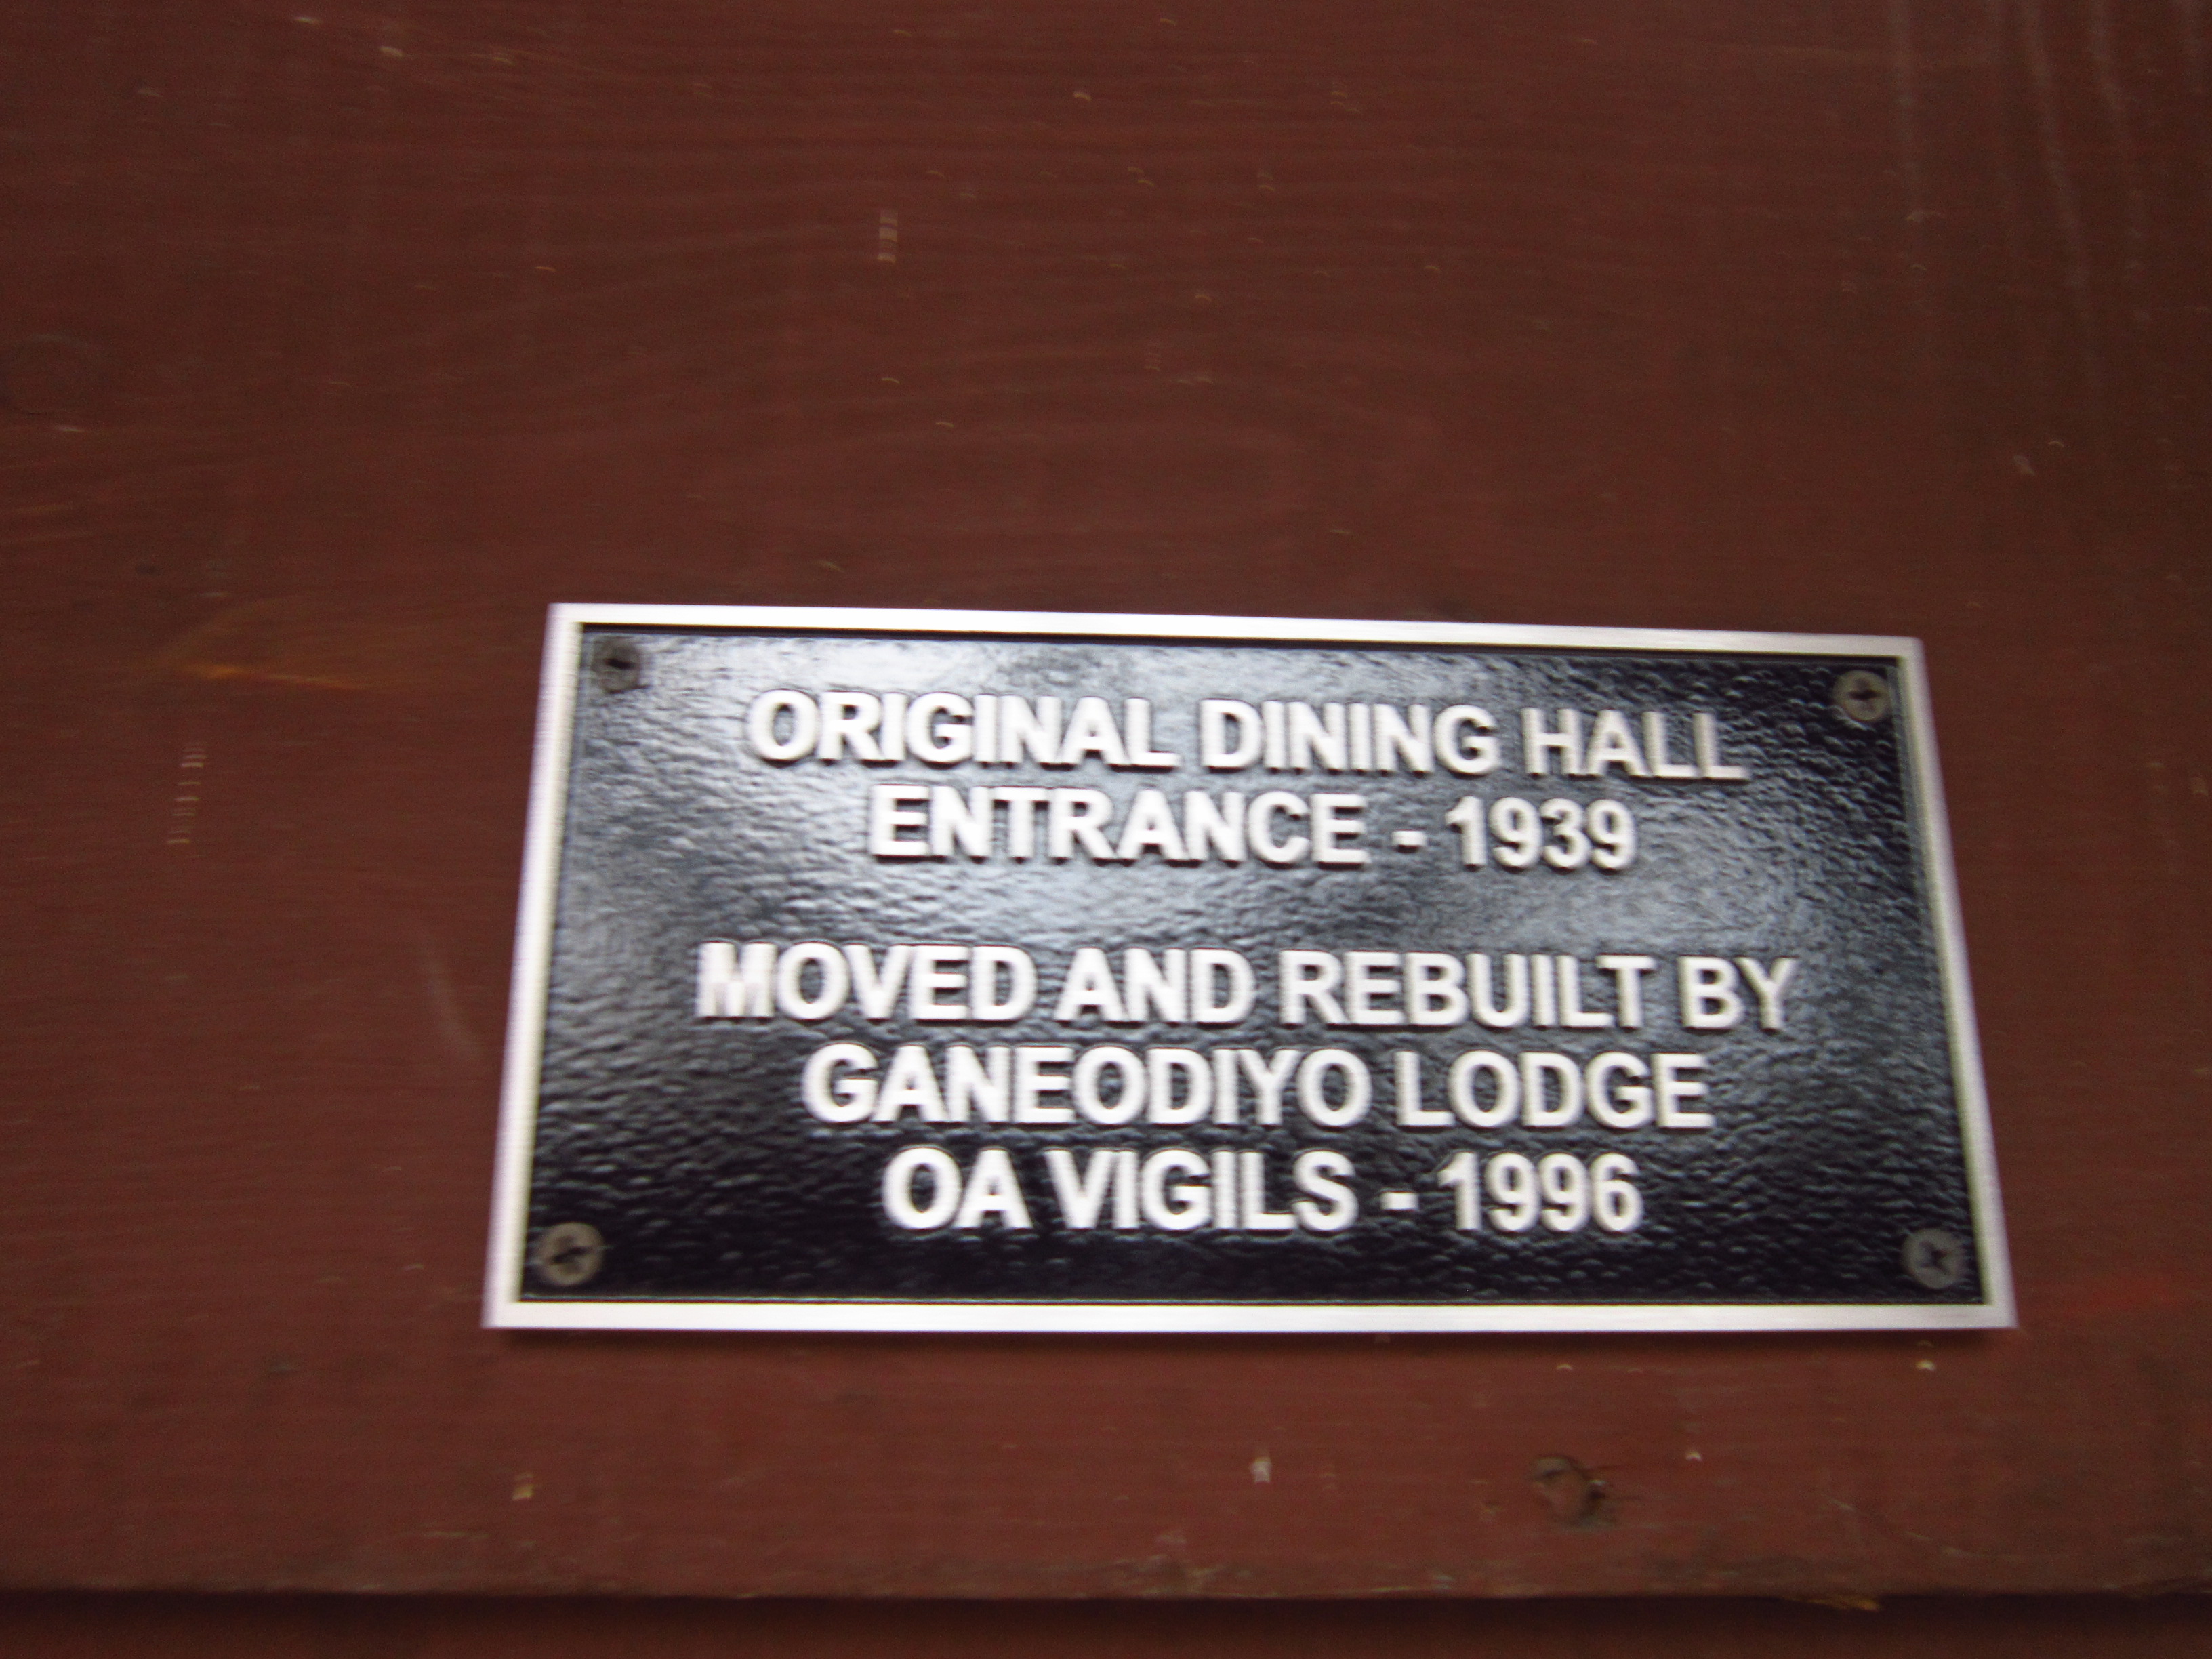 ORIGINAL DINING HALL
ENTRANCE - 1939
MOVED AND REBUILT BY
GANEODIYO LODGE
OA VIGILS - 1996